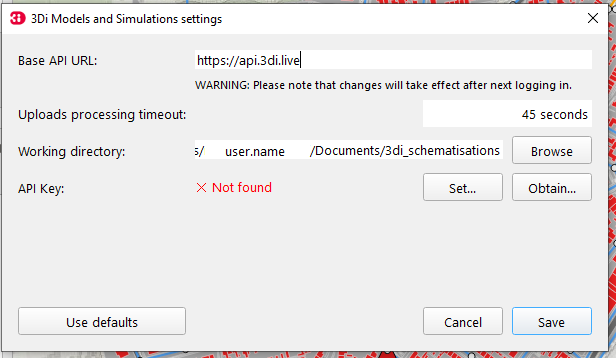 3Di Models and Simulations settings
Base API URL: https://api.3di.live
WARNING: Please note that changes will take effect after next logging in.
Uploads processing timeout: 45 seconds
Working directory: s/ user.name /Documents/3di_schematisations Browse
API Key: Not found Set... Obtain...
Use defaults Cancel Save